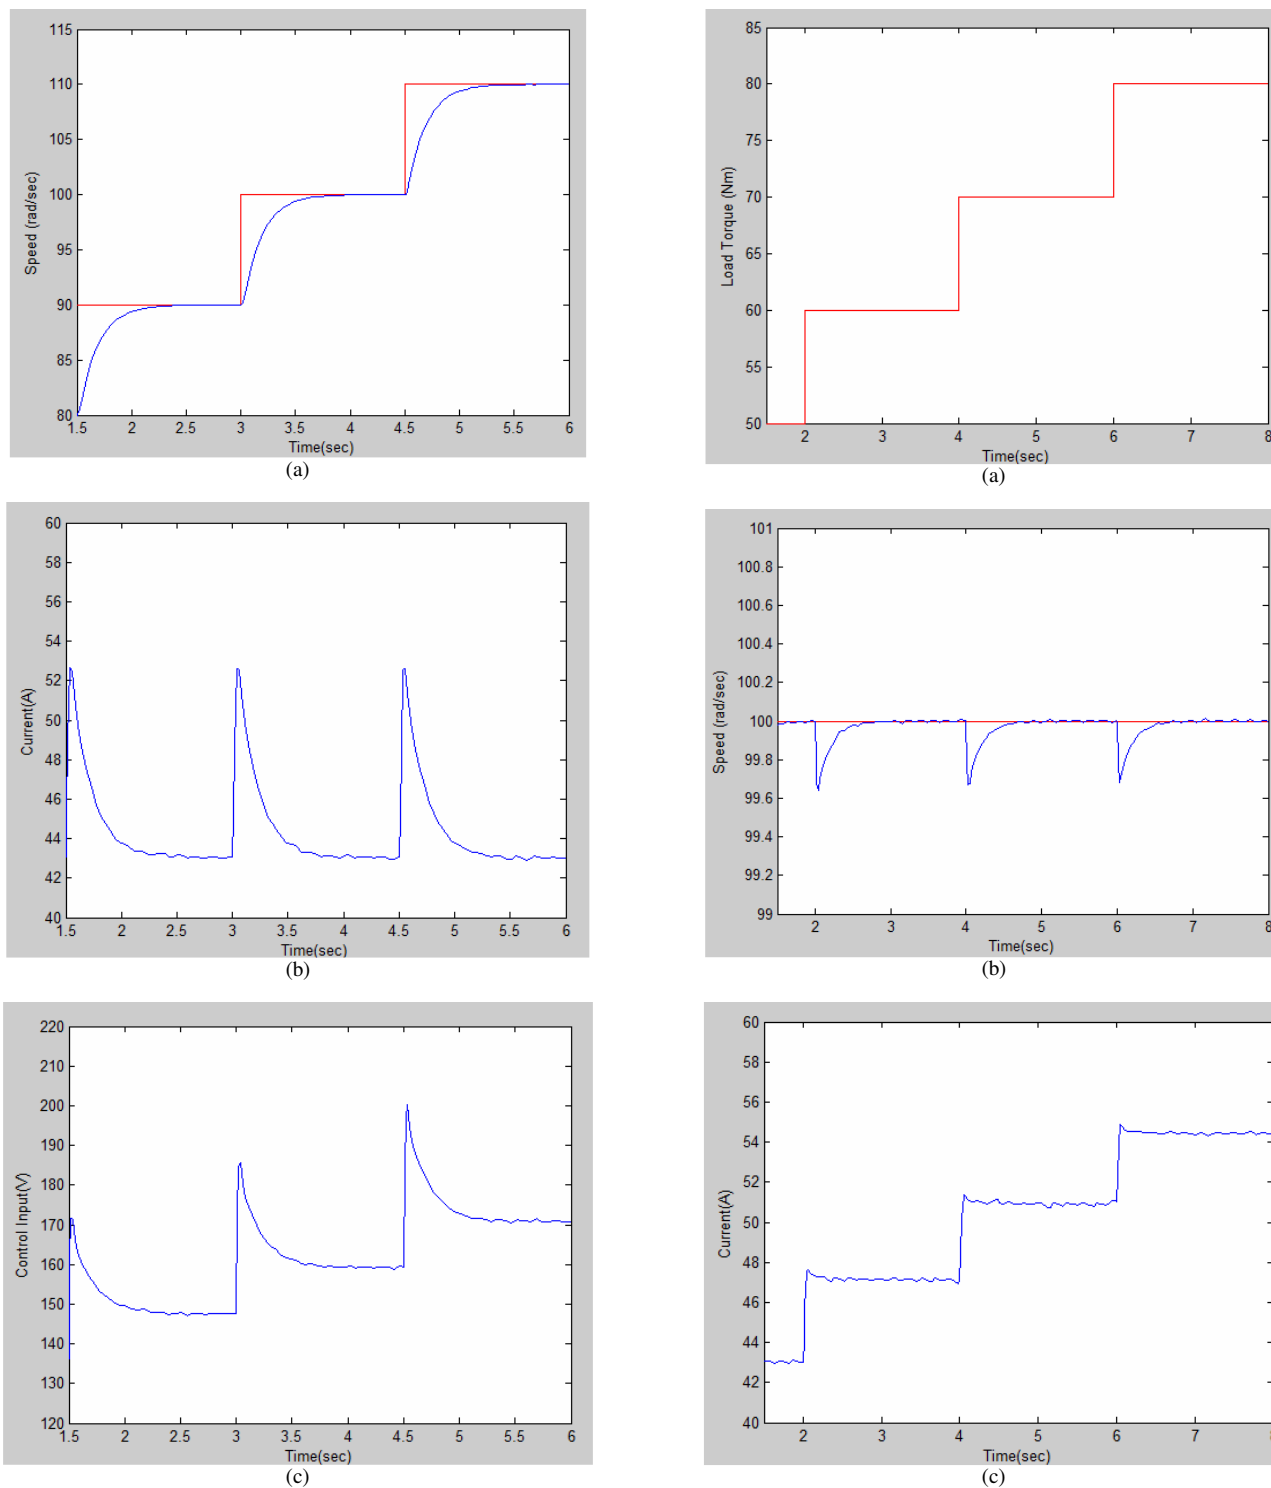 115
110
105
100
95
90
85
80
Speed (rad/sec)
1.5 2 2.5 3 3.5 4 4.5 5 5.5 6
Time(sec)
(a)
60
58
56
54
52
50
48
46
44
42
40
Current(A)
1.5 2 2.5 3 3.5 4 4.5 5 5.5 6
Time(sec)
(b)
220
210
200
190
180
170
160
150
140
130
120
Control Input(V)
1.5 2 2.5 3 3.5 4 4.5 5 5.5 6
Time(sec)
(c)
85
80
75
70
65
60
55
50
Load Torque (Nm)
2 3 4 5 6 7 8
Time(sec)
(a)
101
100.8
100.6
100.4
100.2
100
99.8
99.6
99.4
99.2
99
Speed (rad/sec)
2 3 4 5 6 7 8
Time(sec)
(b)
60
58
56
54
52
50
48
46
44
42
40
Current(A)
2 3 4 5 6 7 8
Time(sec)
(c)